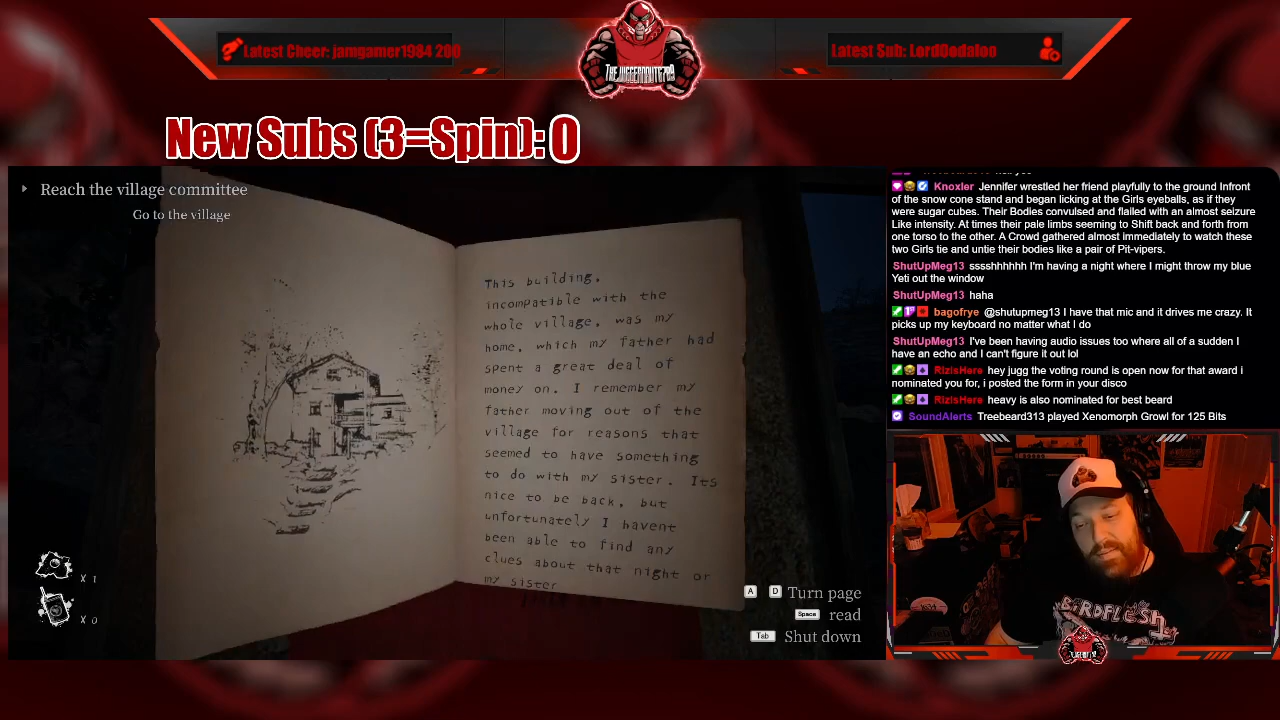 Latest Cheer: jamgamer1984 200
THEJUGGERNAUT6789
Latest Sub: LordOodaloo
New Subs (3=Spin): 0
Reach the village committee
Go to the village
This building,
incompatible with the
whole village, was my
home, which my father had
spent a great deal of
money on. I remember my
father moving out of the
village for reasons that
seemed to have something
to do with my sister. Its
nice to be back, but
unfortunately I havent
been able to find any
clues about that night or
my sister
X 1
X 0
A D Turn page
Space read
Tab Shut down
Knoxler Jennifer wrestled her friend playfully to the ground Infront
of the snow cone stand and began licking at the Girls eyeballs, as if they
were sugar cubes. Their Bodies convulsed and flailed with an almost seizure
Like intensity. At times their pale limbs seeming to Shift back and forth from
one torso to the other. A Crowd gathered almost immediately to watch these
two Girls tie and untie their bodies like a pair of Pit-vipers.
ShutUpMeg13 sssshhhhhh I'm having a night where I might throw my blue
Yeti out the window
ShutUpMeg13 haha
bagofrye @shutupmeg13 I have that mic and it drives me crazy. It
picks up my keyboard no matter what I do
ShutUpMeg13 I've been having audio issues too where all of a sudden I
have an echo and I can't figure it out lol
RizIsHere hey jugg the voting round is open now for that award i
nominated you for, i posted the form in your disco
RizIsHere heavy is also nominated for best beard
SoundAlerts Treebeard313 played Xenomorph Growl for 125 Bits
BIRDFLESH